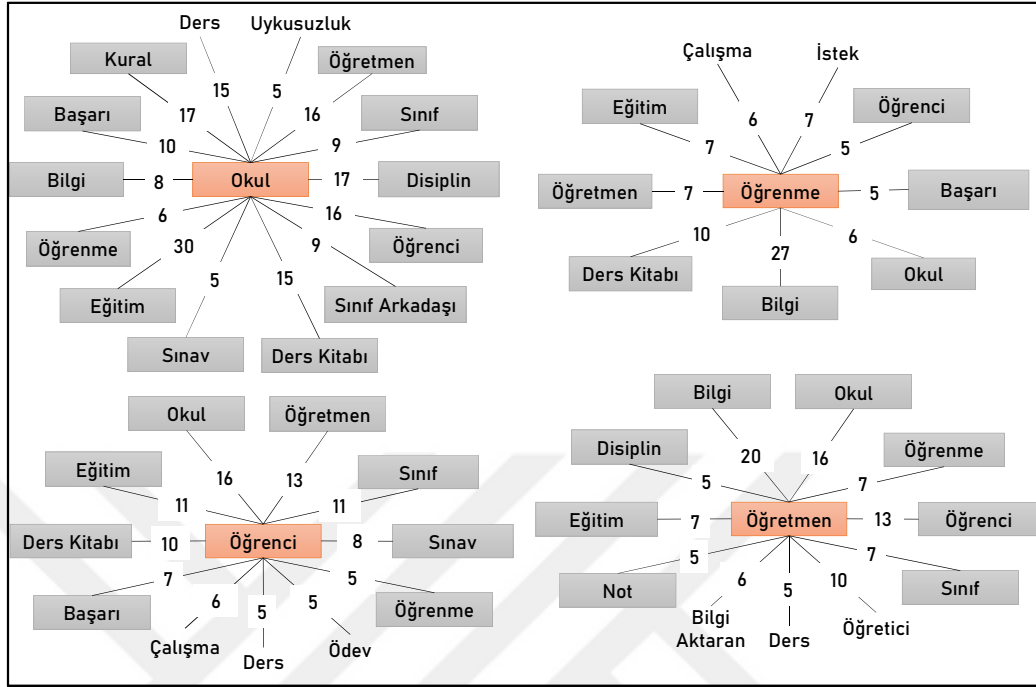 Ders
Uykusuzluk
Kural
Öğretmen
15
5
17
16
Başarı
Sınıf
10
9
Bilgi
8
Okul
17
Disiplin
6
16
Öğrenme
Öğrenci
30
9
5
15
Eğitim
Sınıf Arkadaşı
Sınav
Ders Kitabı
Çalışma
İstek
Eğitim
Öğrenci
6
7
7
5
Öğretmen
7
Öğrenme
5
Başarı
10
6
27
Ders Kitabı
Okul
Bilgi
Okul
Öğretmen
Eğitim
Sınıf
16
13
11
11
Ders Kitabı
10
Öğrenci
8
Sınav
7
5
Başarı
6
5
5
Öğrenme
Çalışma
Ders
Ödev
Bilgi
Okul
Disiplin
Öğrenme
20
16
5
7
Eğitim
7
Öğretmen
13
Öğrenci
5
7
Not
6
5
10
Sınıf
Bilgi
Aktaran
Ders
Öğretici